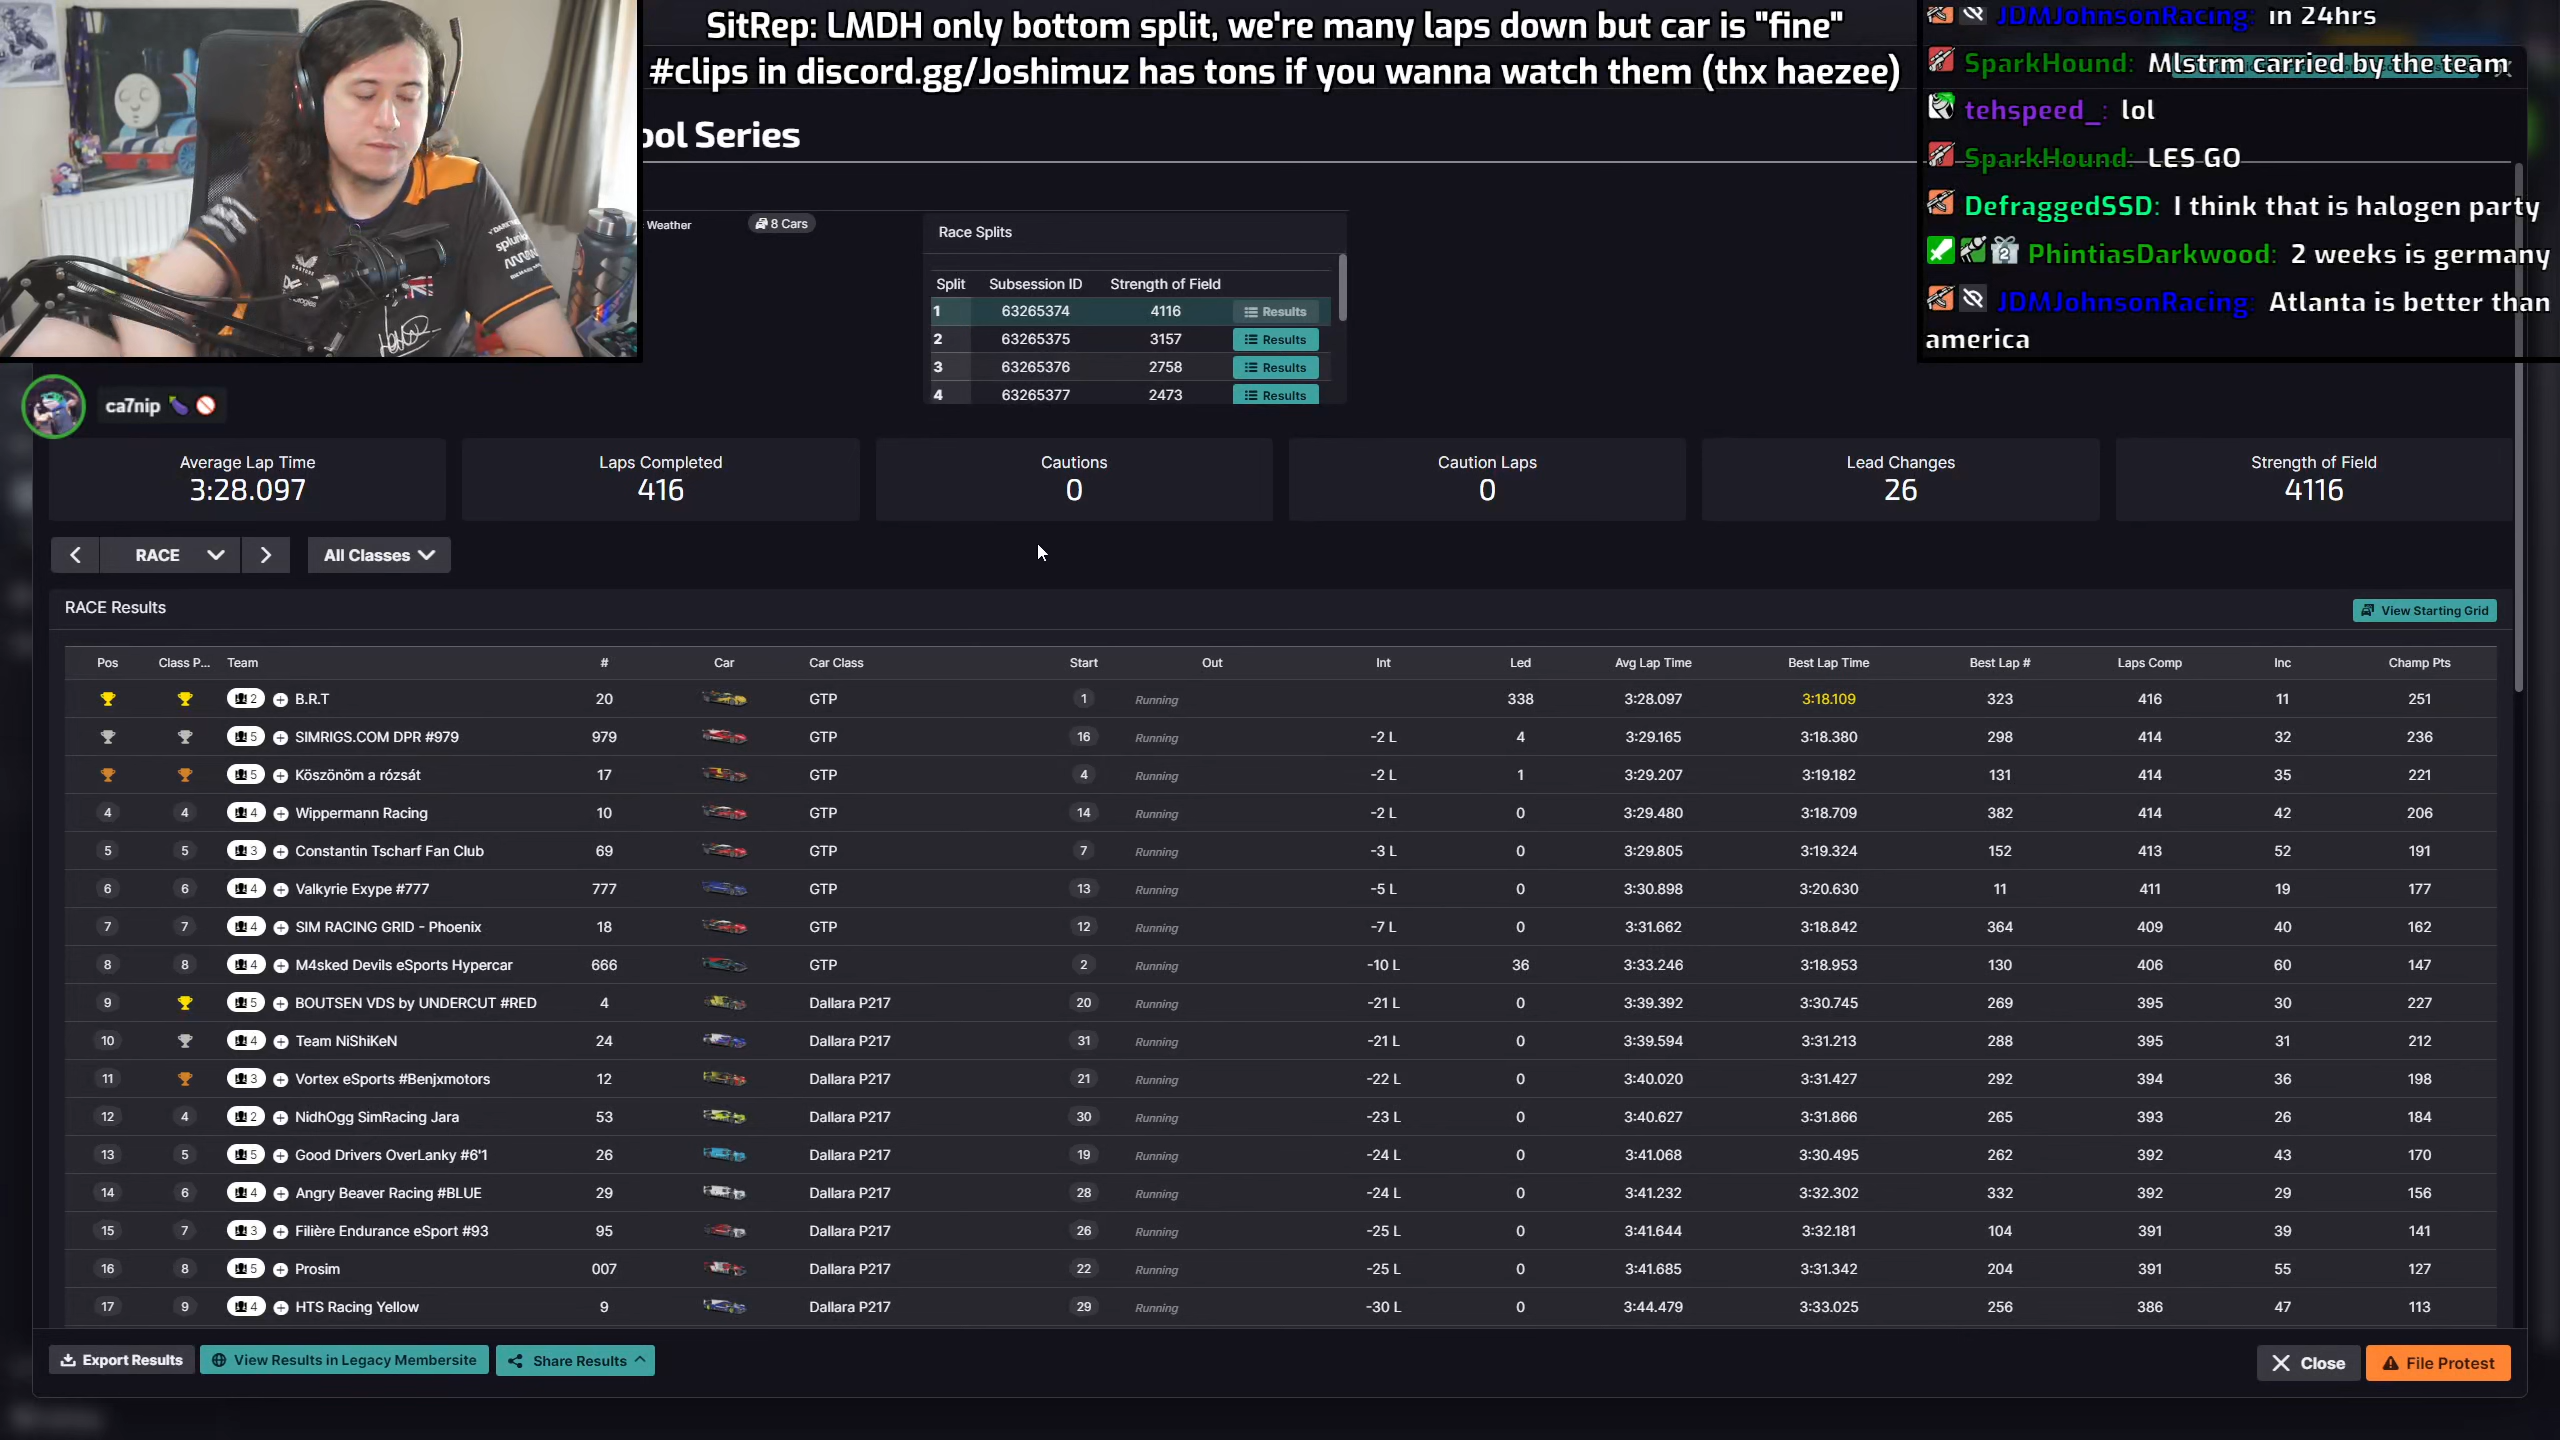 SitRep: LMDH only bottom split, we're many laps down but car is "fine"
#clips in discord.gg/Joshimuz has tons if you wanna watch them (thx haezee)
JDMJohnsonRacing: in 24hrs
SparkHound: Mlstrm carried by the team
tehspeed_: lol
SparkHound: LES GO
DefraggedSSD: I think that is halogen party
PhintiasDarkwood: 2 weeks is germany
JDMJohnsonRacing: Atlanta is better than
america
ool Series
Weather
8 Cars
Race Splits
Split Subsession ID Strength of Field
1 63265374 4116 Results
2 63265375 3157 Results
3 63265376 2758 Results
4 63265377 2473 Results
ca7nip
Average Lap Time Laps Completed Cautions Caution Laps Lead Changes Strength of Field
3:28.097 416 0 0 26 4116
RACE All Classes
RACE Results
View Starting Grid
Pos Class P... Team # Car Car Class Start Out Int Led Avg Lap Time Best Lap Time Best Lap # Laps Comp Inc Champ Pts
2 B.R.T 20 GTP 1 Running 338 3:28.097 3:18.109 323 416 11 251
5 SIMRIGS.COM DPR #979 979 GTP 16 Running -2 L 4 3:29.165 3:18.380 298 414 32 236
5 Köszönöm a rózsát 17 GTP 4 Running -2 L 1 3:29.207 3:19.182 131 414 35 221
4 4 4 Wippermann Racing 10 GTP 14 Running -2 L 0 3:29.480 3:18.709 382 414 42 206
5 5 3 Constantin Tscharf Fan Club 69 GTP 7 Running -3 L 0 3:29.805 3:19.324 152 413 52 191
6 6 4 Valkyrie Exype #777 777 GTP 13 Running -5 L 0 3:30.898 3:20.630 11 411 19 177
7 7 4 SIM RACING GRID - Phoenix 18 GTP 12 Running -7 L 0 3:31.662 3:18.842 364 409 40 162
8 8 4 M4sked Devils eSports Hypercar 666 GTP 2 Running -10 L 36 3:33.246 3:18.953 130 406 60 147
9 5 BOUTSEN VDS by UNDERCUT #RED 4 Dallara P217 20 Running -21 L 0 3:39.392 3:30.745 269 395 30 227
10 4 Team NiShiKeN 24 Dallara P217 31 Running -21 L 0 3:39.594 3:31.213 288 395 31 212
11 3 Vortex eSports #Benjxmotors 12 Dallara P217 21 Running -22 L 0 3:40.020 3:31.427 292 394 36 198
12 4 2 NidhOgg SimRacing Jara 53 Dallara P217 30 Running -23 L 0 3:40.627 3:31.866 265 393 26 184
13 5 5 Good Drivers OverLanky #6'1 26 Dallara P217 19 Running -24 L 0 3:41.068 3:30.495 262 392 43 170
14 6 4 Angry Beaver Racing #BLUE 29 Dallara P217 28 Running -24 L 0 3:41.232 3:32.302 332 392 29 156
15 7 3 Filière Endurance eSport #93 95 Dallara P217 26 Running -25 L 0 3:41.644 3:32.181 104 391 39 141
16 8 5 Prosim 007 Dallara P217 22 Running -25 L 0 3:41.685 3:31.342 204 391 55 127
17 9 4 HTS Racing Yellow 9 Dallara P217 29 Running -30 L 0 3:44.479 3:33.025 256 386 47 113
Export Results View Results in Legacy Membersite Share Results Close File Protest